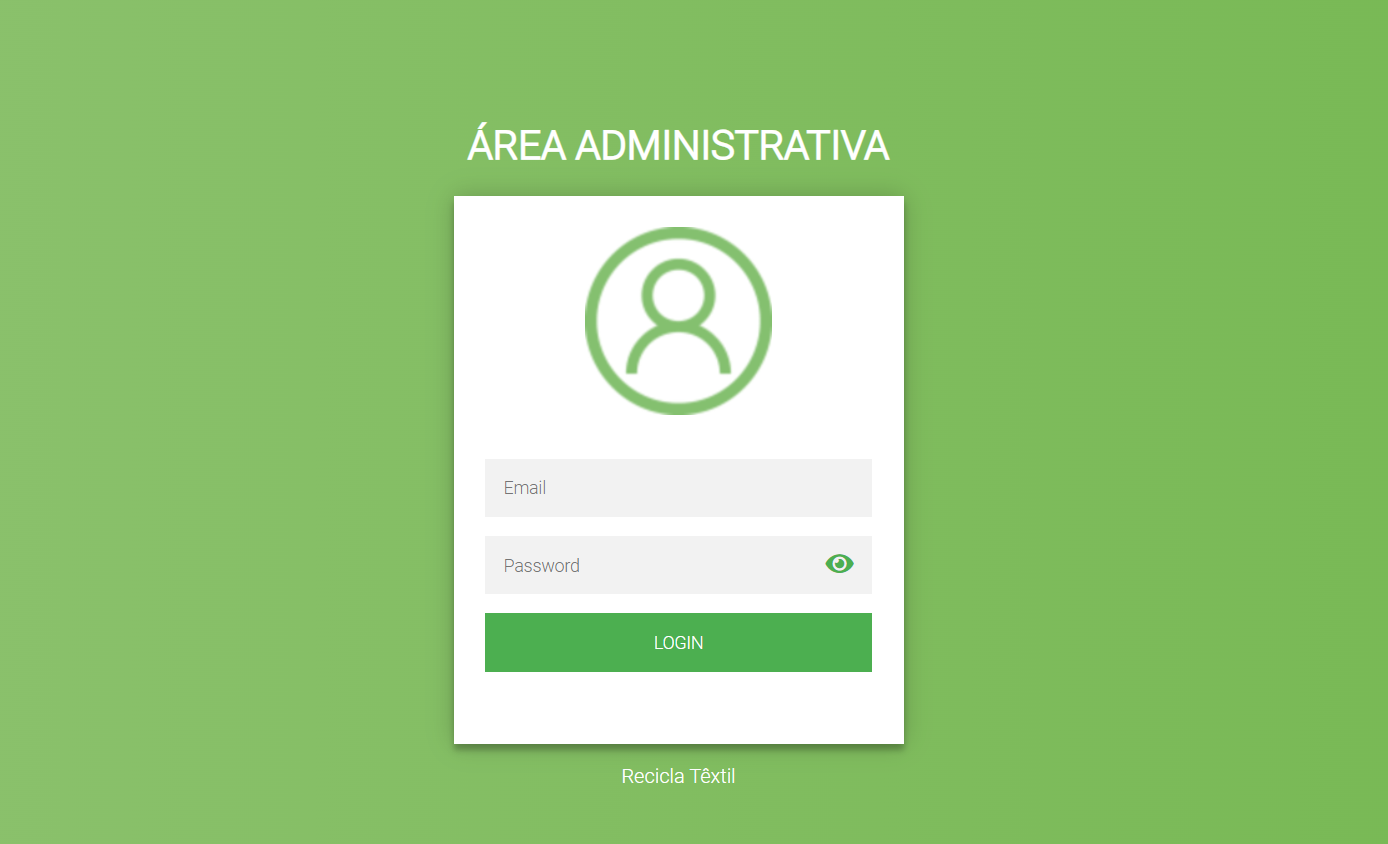 ÁREA ADMINISTRATIVA
Email
Password
LOGIN
Recicla Têxtil